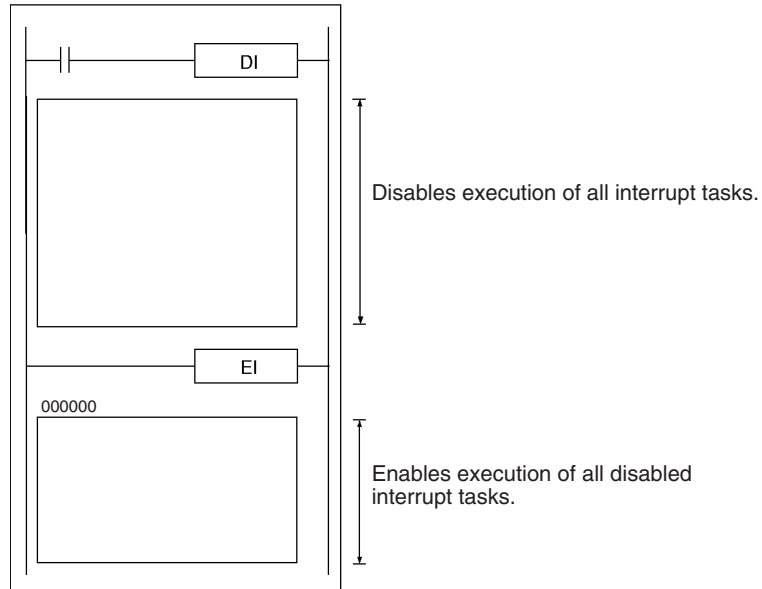 DI
Disables execution of all interrupt tasks.
EI
000000
Enables execution of all disabled
interrupt tasks.